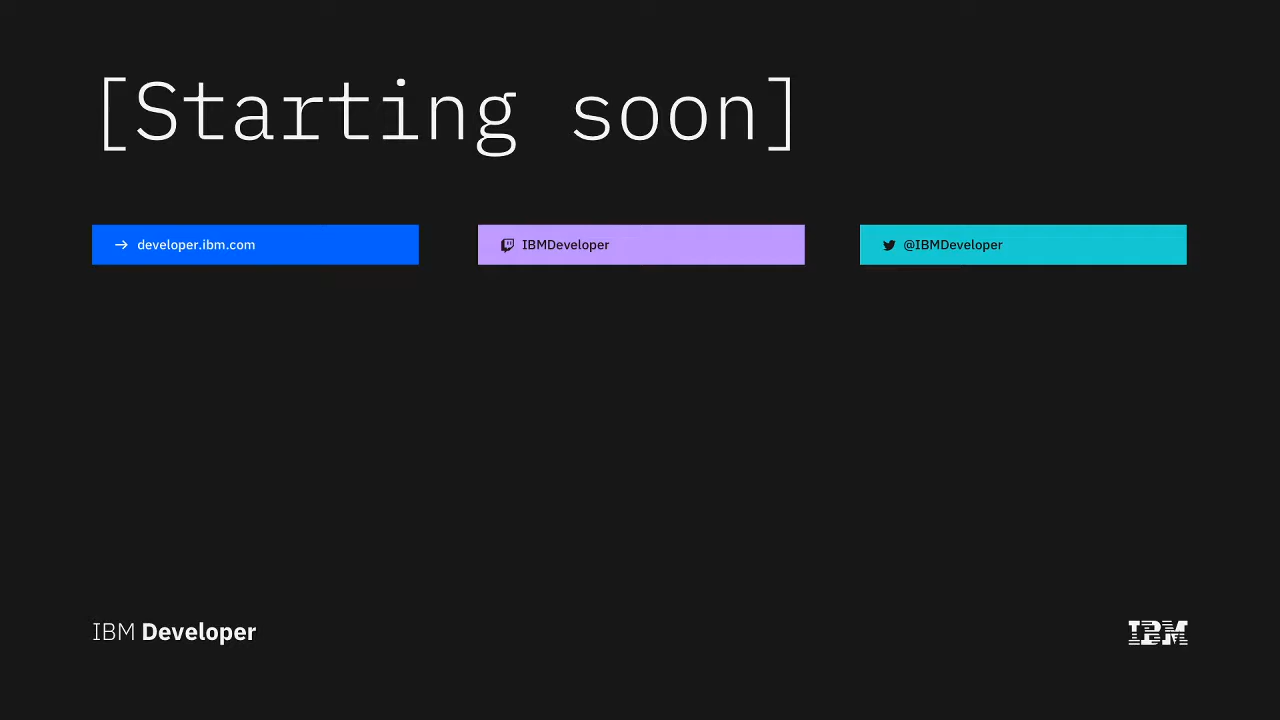 [Starting soon]
→ developer.ibm.com
IBMDeveloper
@IBMDeveloper
IBM Developer
IBM